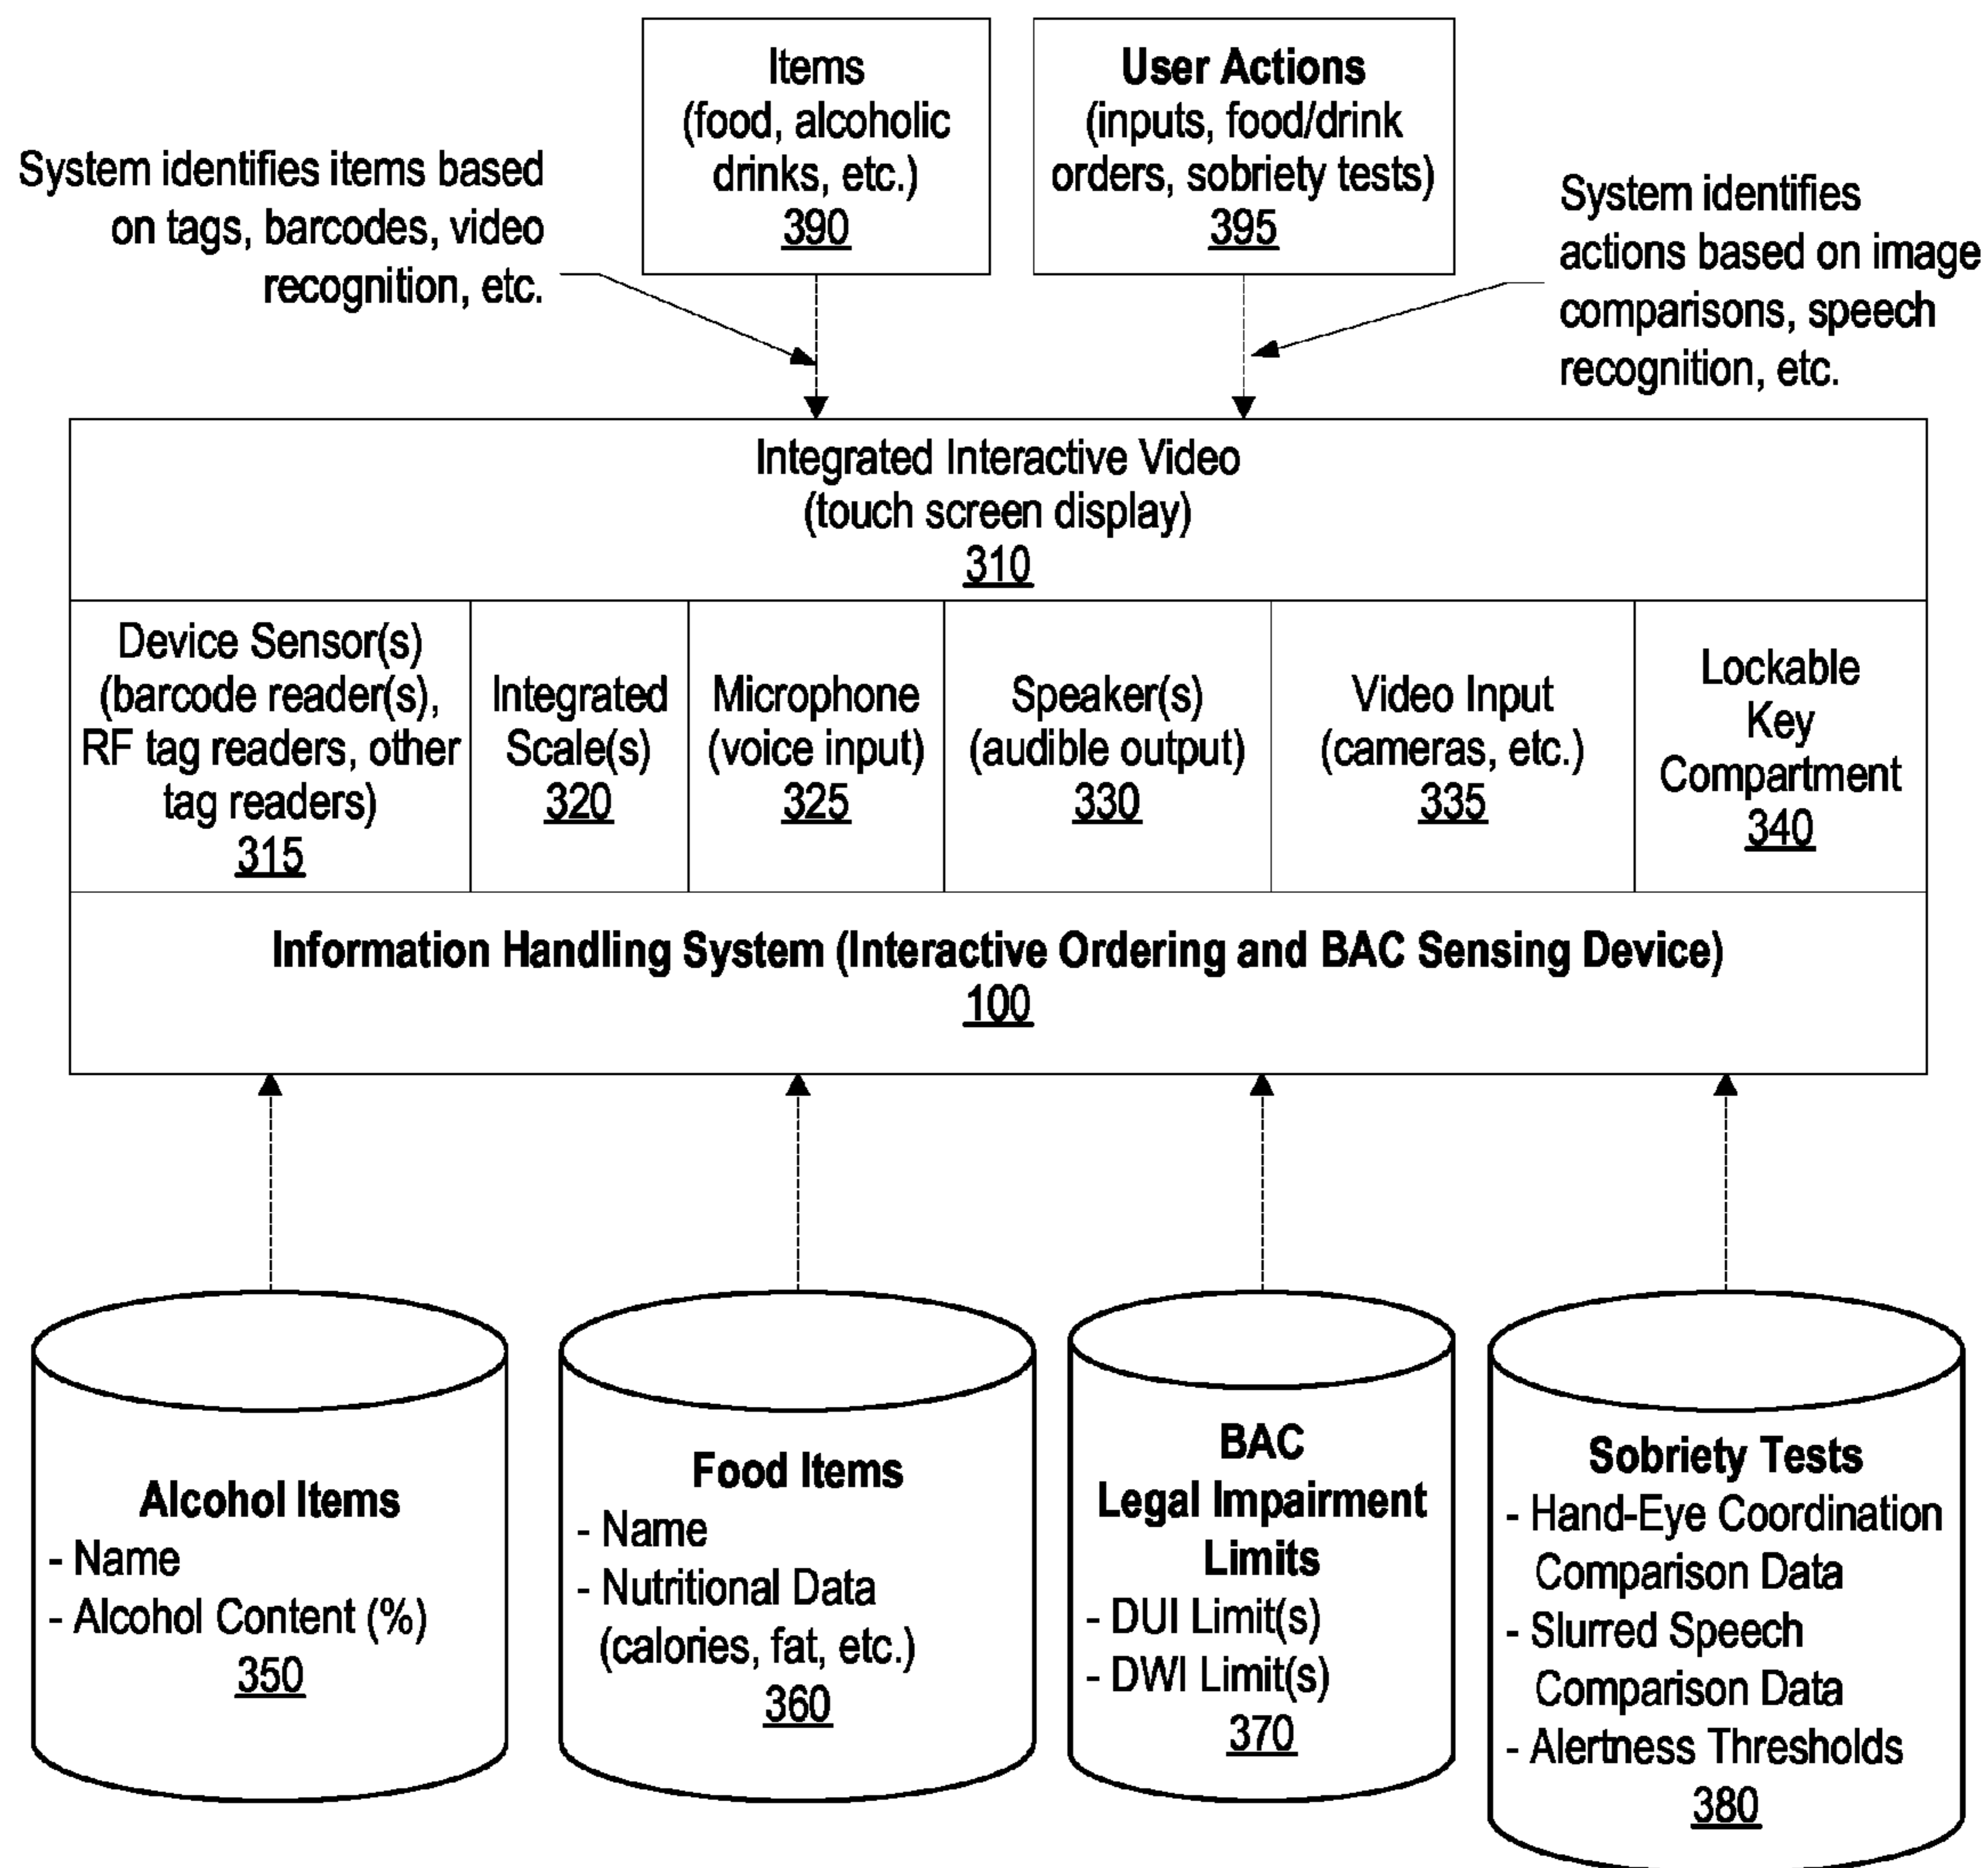 Items
(food, alcoholic
drinks, etc.)
390
User Actions
(inputs, food/drink
orders, sobriety tests)
395
System identifies items based
on tags, barcodes, video
recognition, etc.
System identifies
actions based on image
comparisons, speech
recognition, etc.
Integrated Interactive Video
(touch screen display)
310
Device Sensor(s)
(barcode reader(s),
RF tag readers, other
tag readers)
315
Integrated
Scale(s)
320
Microphone
(voice input)
325
Speaker(s)
(audible output)
330
Video Input
(cameras, etc.)
335
Lockable
Key
Compartment
340
Information Handling System (Interactive Ordering and BAC Sensing Device)
100
Alcohol Items
- Name
- Alcohol Content (%)
350
Food Items
- Name
- Nutritional Data
(calories, fat, etc.)
360
BAC
Legal Impairment
Limits
- DUI Limit(s)
- DWI Limit(s)
370
Sobriety Tests
- Hand-Eye Coordination
Comparison Data
- Slurred Speech
Comparison Data
- Alertness Thresholds
380